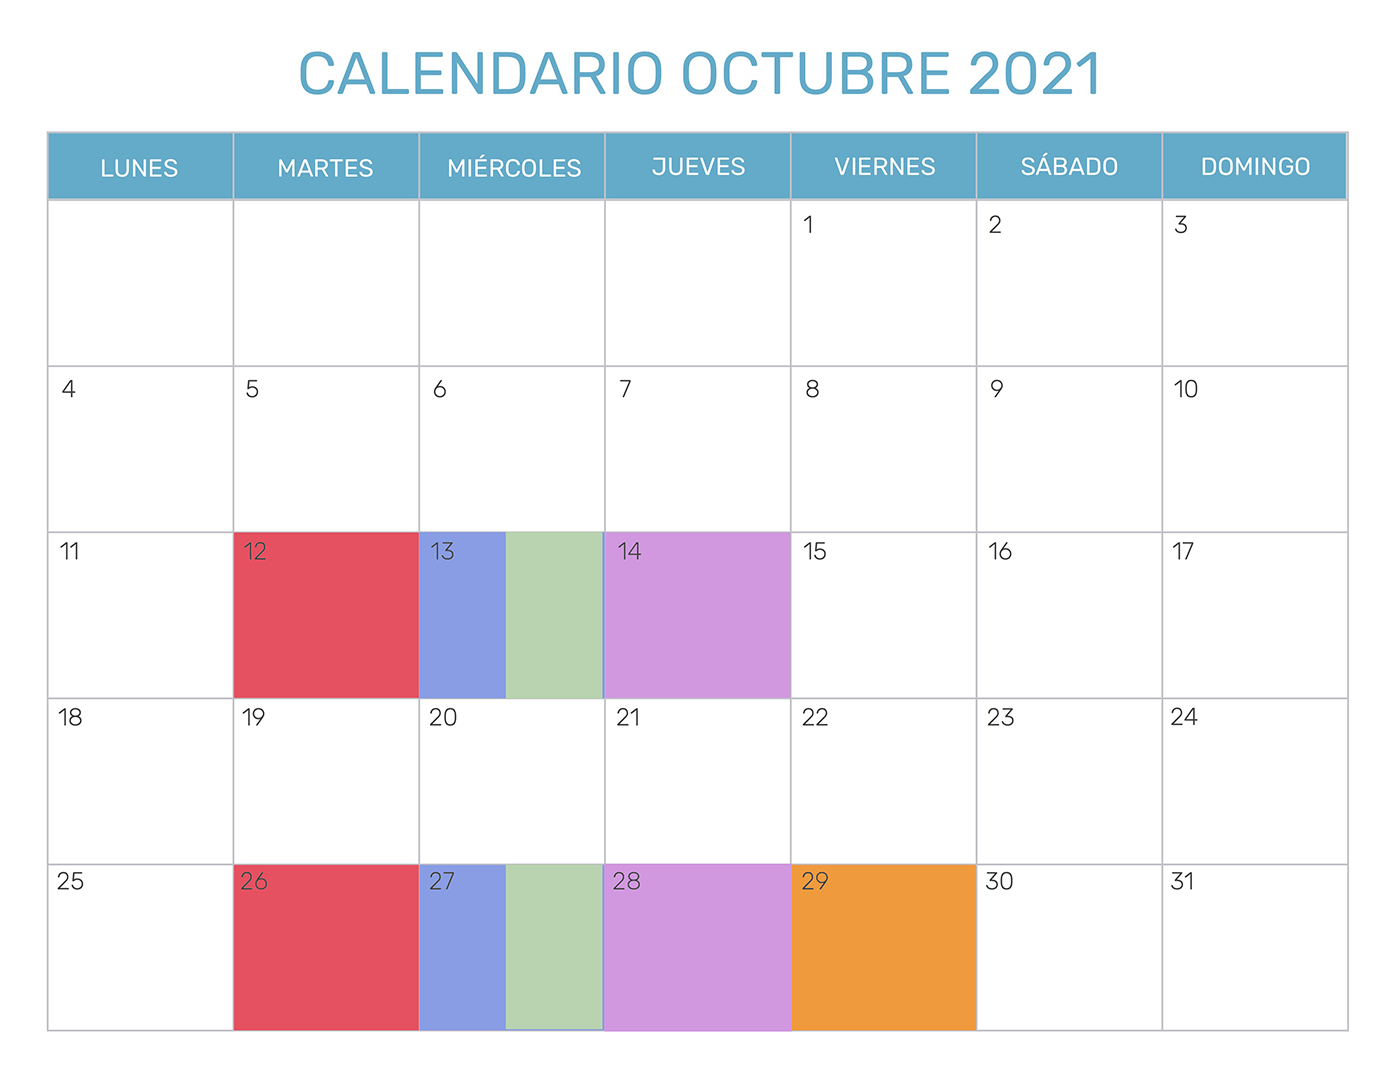 CALENDARIO OCTUBRE 2021
LUNES MARTES MIÉRCOLES JUEVES VIERNES SÁBADO DOMINGO
1 2 3
4 5 6 7 8 9 10
11 12 13 14 15 16 17
18 19 20 21 22 23 24
25 26 27 28 29 30 31